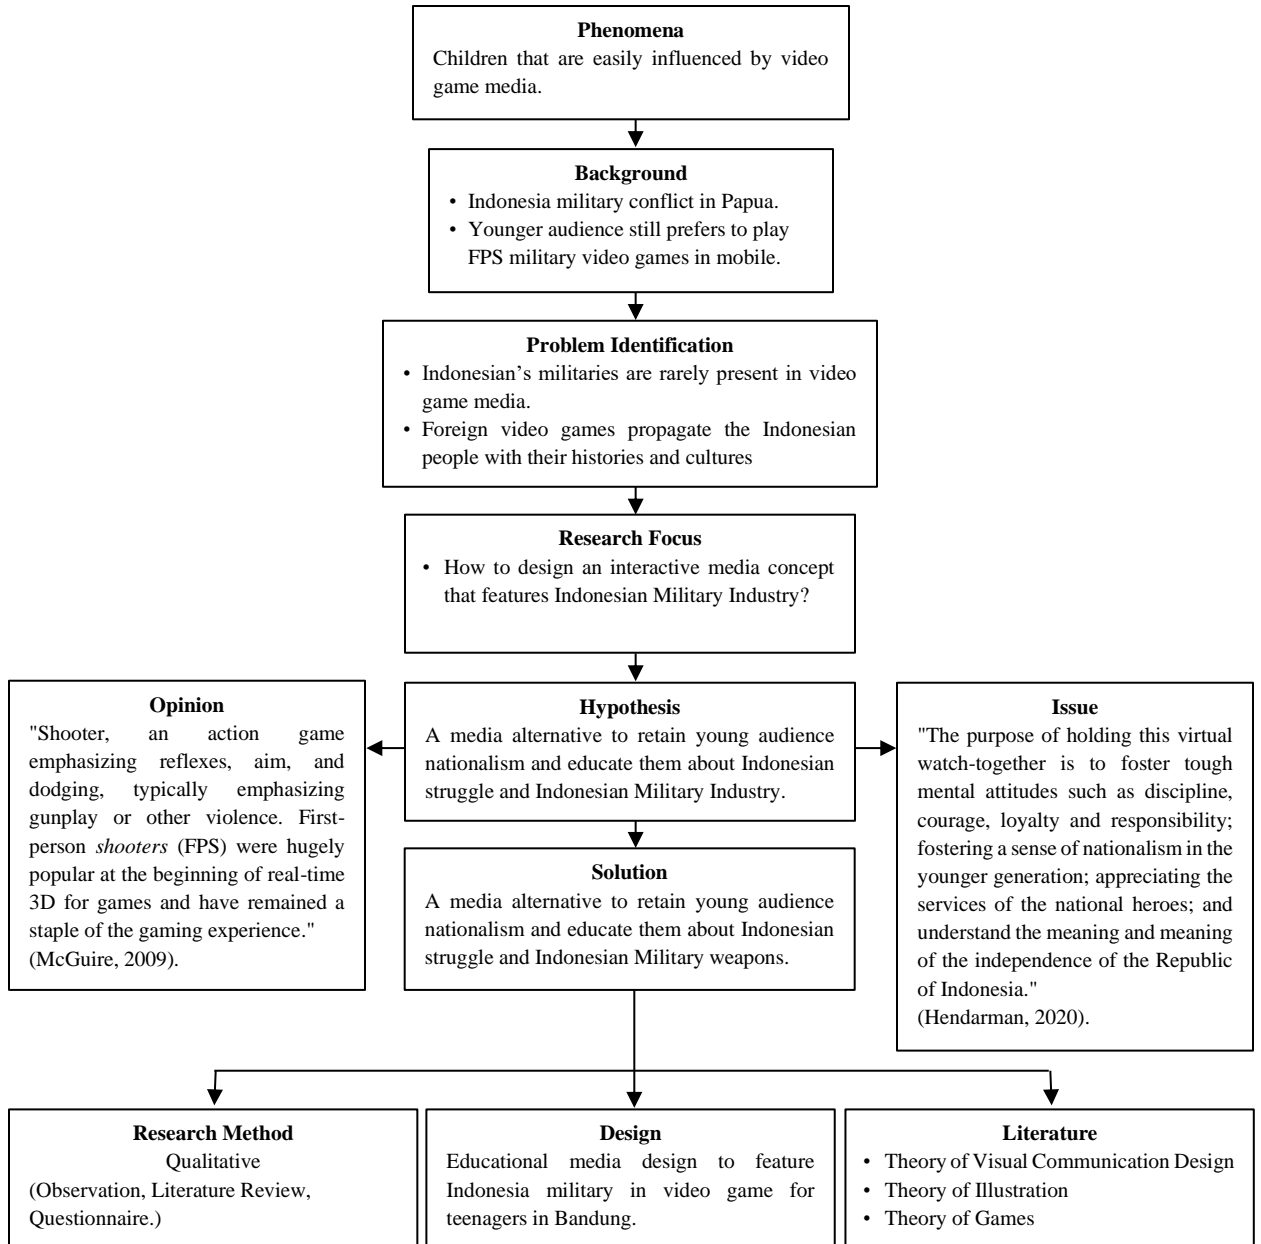 Phenomena
Children that are easily influenced by video
game media.
Background
• Indonesia military conflict in Papua.
• Younger audience still prefers to play
FPS military video games in mobile.
Problem Identification
• Indonesian’s militaries are rarely present in video
game media.
• Foreign video games propagate the Indonesian
people with their histories and cultures
Research Focus
• How to design an interactive media concept
that features Indonesian Military Industry?
Opinion
"Shooter, an action game
emphasizing reflexes, aim, and
dodging, typically emphasizing
gunplay or other violence. First-
person shooters (FPS) were hugely
popular at the beginning of real-time
3D for games and have remained a
staple of the gaming experience."
(McGuire, 2009).
Hypothesis
A media alternative to retain young audience
nationalism and educate them about Indonesian
struggle and Indonesian Military Industry.
Issue
"The purpose of holding this virtual
watch-together is to foster tough
mental attitudes such as discipline,
courage, loyalty and responsibility;
fostering a sense of nationalism in the
younger generation; appreciating the
services of the national heroes; and
understand the meaning and meaning
of the independence of the Republic
of Indonesia."
(Hendarman, 2020).
Solution
A media alternative to retain young audience
nationalism and educate them about Indonesian
struggle and Indonesian Military weapons.
Research Method
Qualitative
(Observation, Literature Review,
Questionnaire.)
Design
Educational media design to feature
Indonesia military in video game for
teenagers in Bandung.
Literature
• Theory of Visual Communication Design
• Theory of Illustration
• Theory of Games